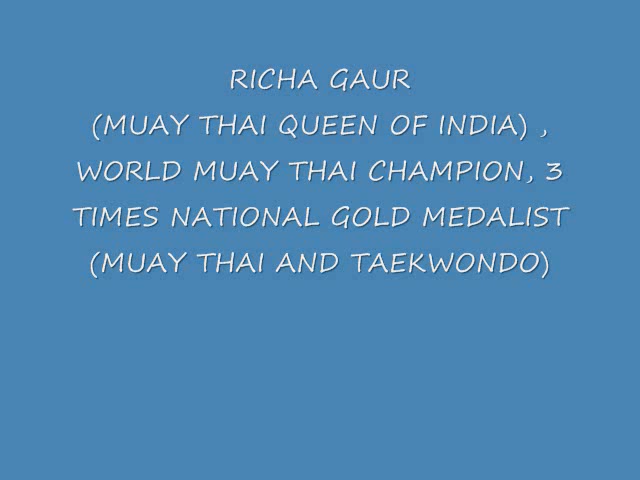 RICHA GAUR
(MUAY THAI QUEEN OF INDIA) ,
WORLD MUAY THAI CHAMPION, 3
TIMES NATIONAL GOLD MEDALIST
(MUAY THAI AND TAEKWONDO)